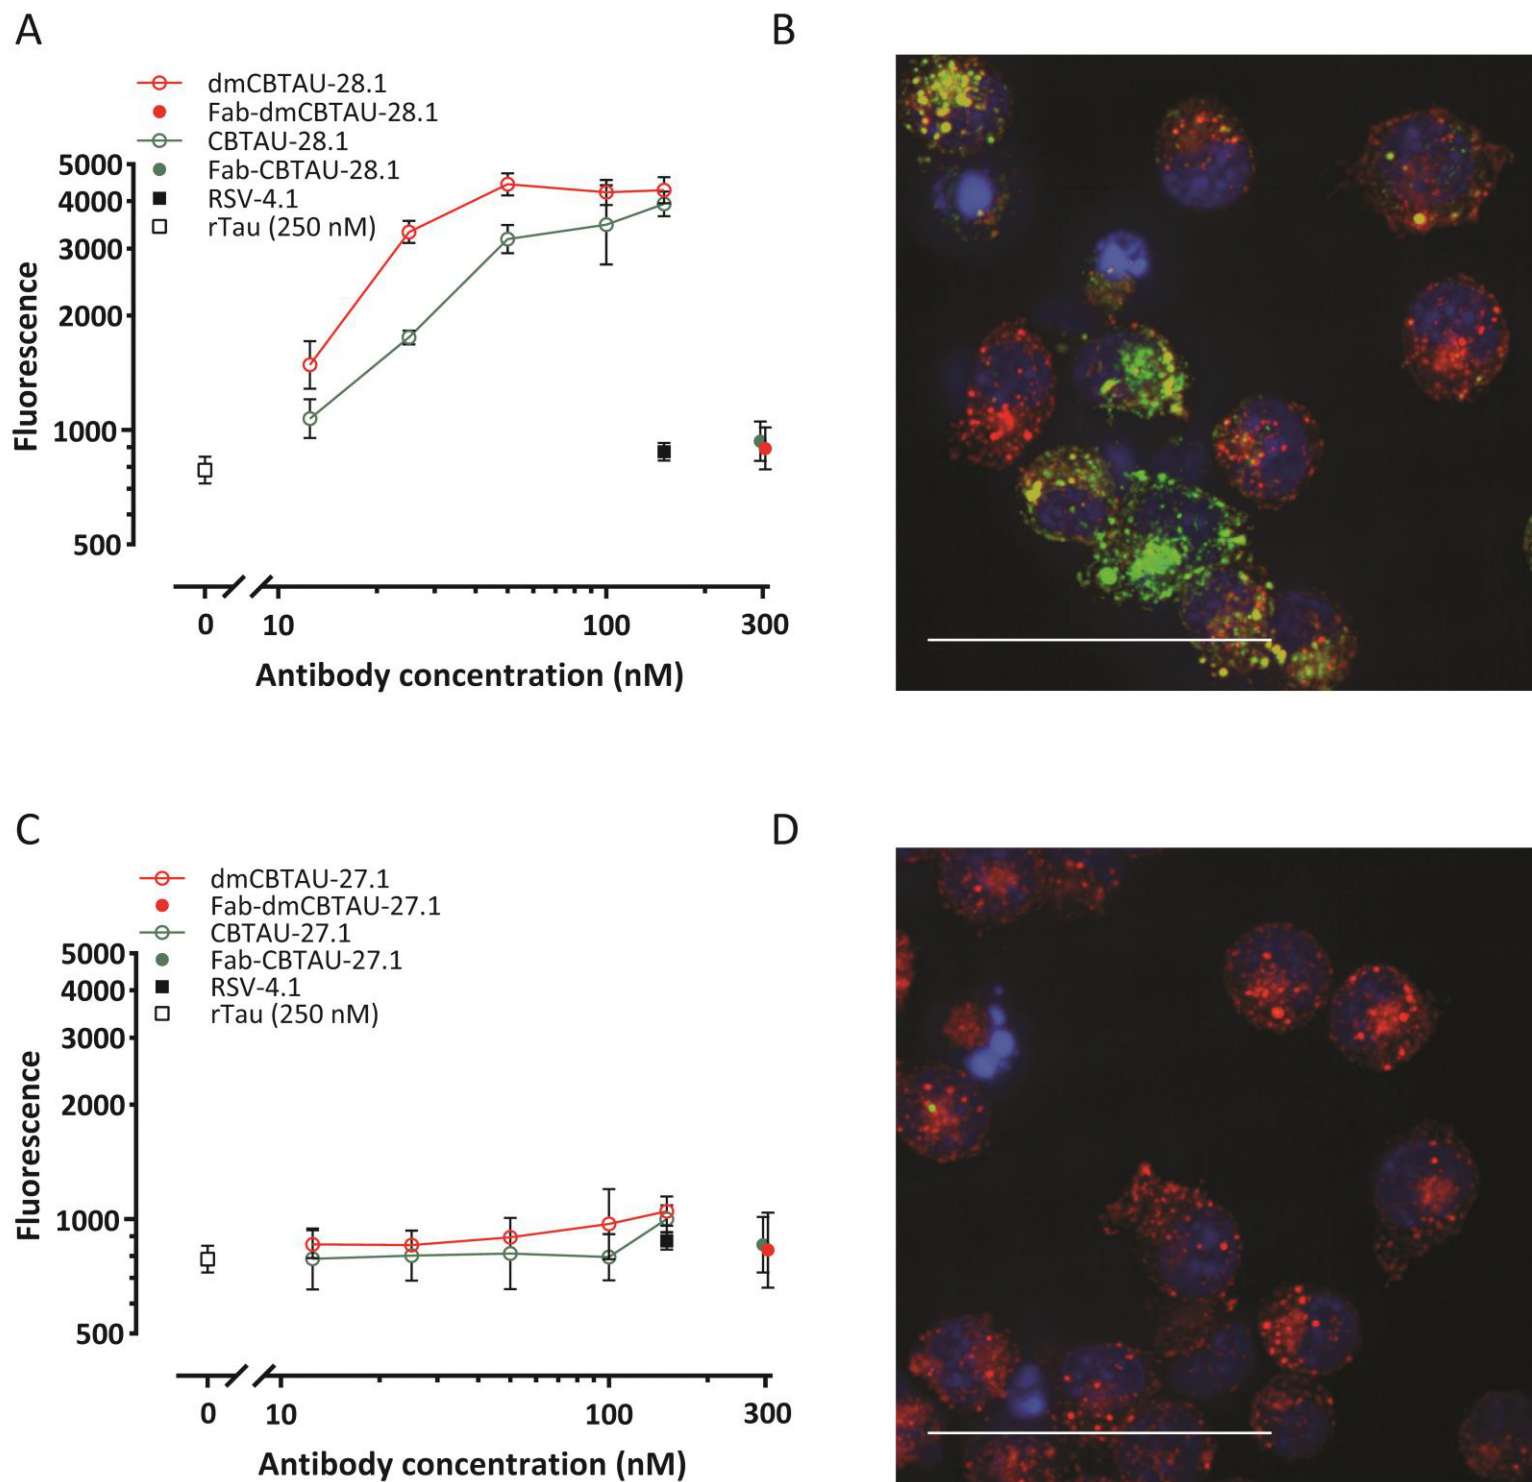 A
dmCBTAU-28.1
Fab-dmCBTAU-28.1
CBTAU-28.1
Fab-CBTAU-28.1
RSV-4.1
rTau (250 nM)
5000
4000
3000
2000
1000
500
Fluorescence
0 10 100 300
Antibody concentration (nM)
B
C
dmCBTAU-27.1
Fab-dmCBTAU-27.1
CBTAU-27.1
Fab-CBTAU-27.1
RSV-4.1
rTau (250 nM)
5000
4000
3000
2000
1000
500
Fluorescence
0 10 100 300
Antibody concentration (nM)
D